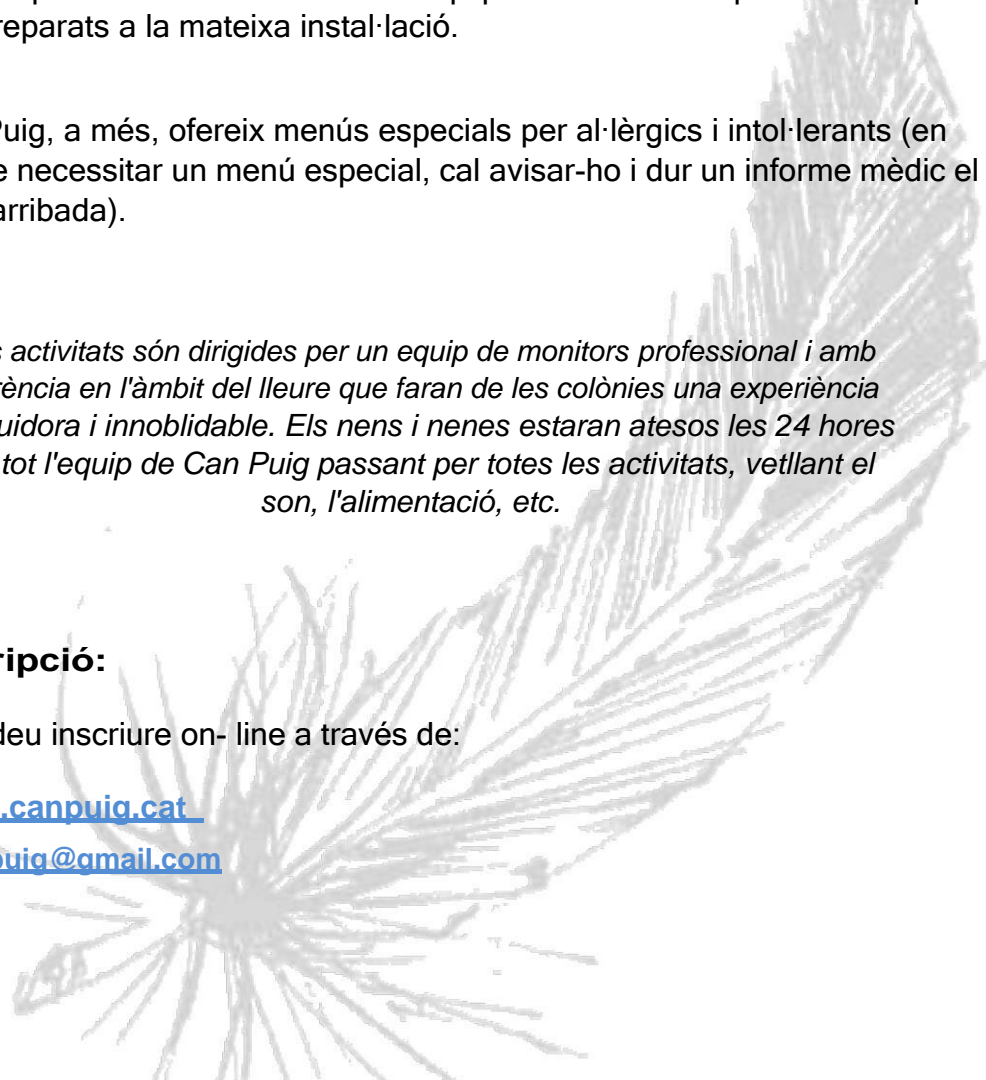 reparats a la mateixa instal·lació.
Puig, a més, ofereix menús especials per al·lèrgics i intol·lerants (en
e necessitar un menú especial, cal avisar-ho i dur un informe mèdic el
arribada).
s activitats són dirigides per un equip de monitors professional i amb
rència en l'àmbit del lleure que faran de les colònies una experiència
uidora i innoblidable. Els nens i nenes estaran atesos les 24 hores
tot l'equip de Can Puig passant per totes les activitats, vetllant el
son, l'alimentació, etc.
ripció:
deu inscriure on- line a través de:
.canpuig.cat
puig@gmail.com